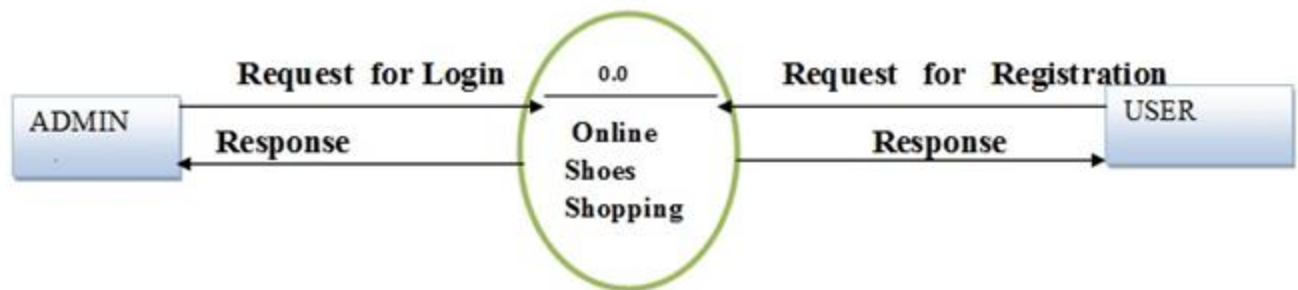 Request for Login
0.0
Request for Registration
ADMIN
USER
Response
Online
Shoes
Shopping
Response